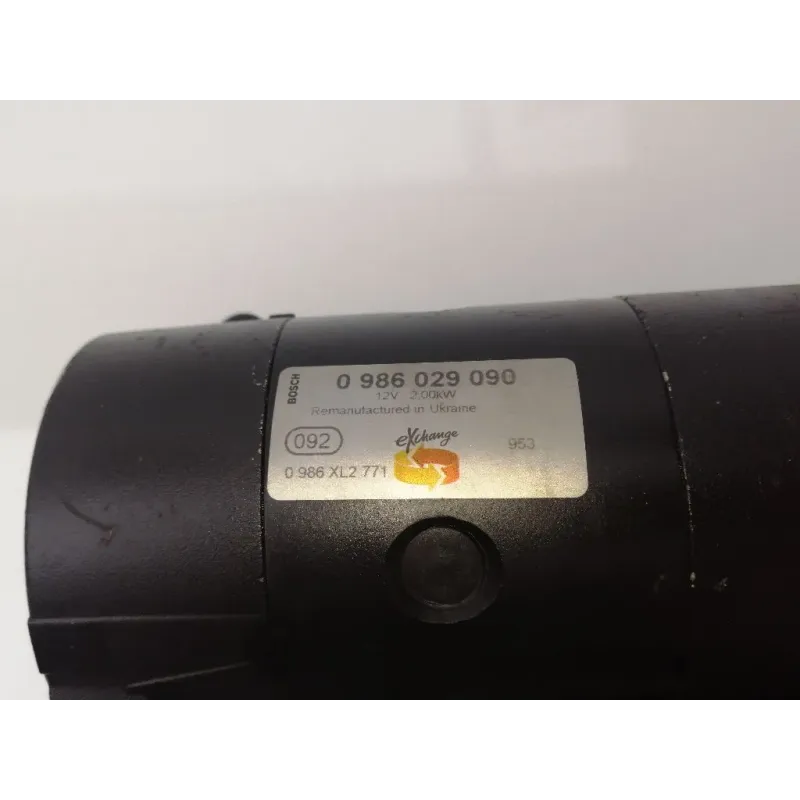 BOSCH
0 986 029 090
12V 2,00kW
Remanufactured in Ukraine
092
eXchange
953
0 986 XL2 771